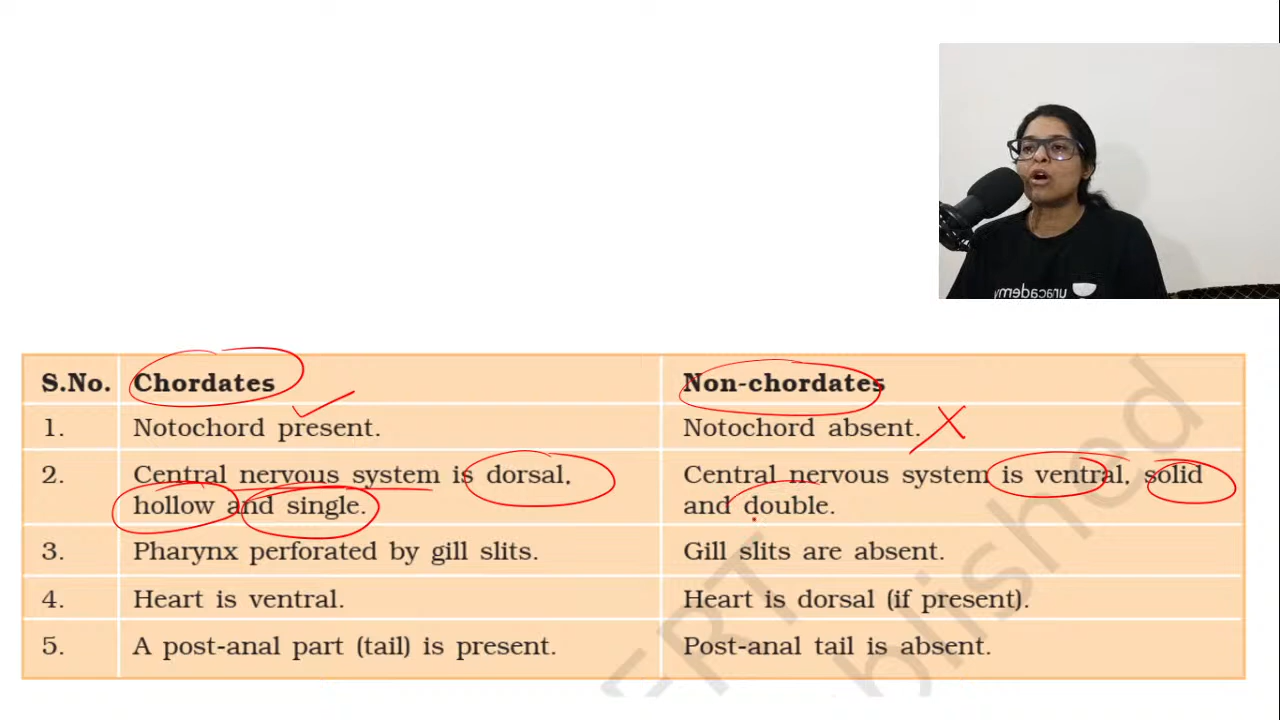 unacademy
S.No. Chordates Non-chordates
1. Notochord present. Notochord absent.
2. Central nervous system is dorsal, Central nervous system is ventral, solid
hollow and single. and double.
3. Pharynx perforated by gill slits. Gill slits are absent.
4. Heart is ventral. Heart is dorsal (if present).
5. A post-anal part (tail) is present. Post-anal tail is absent.